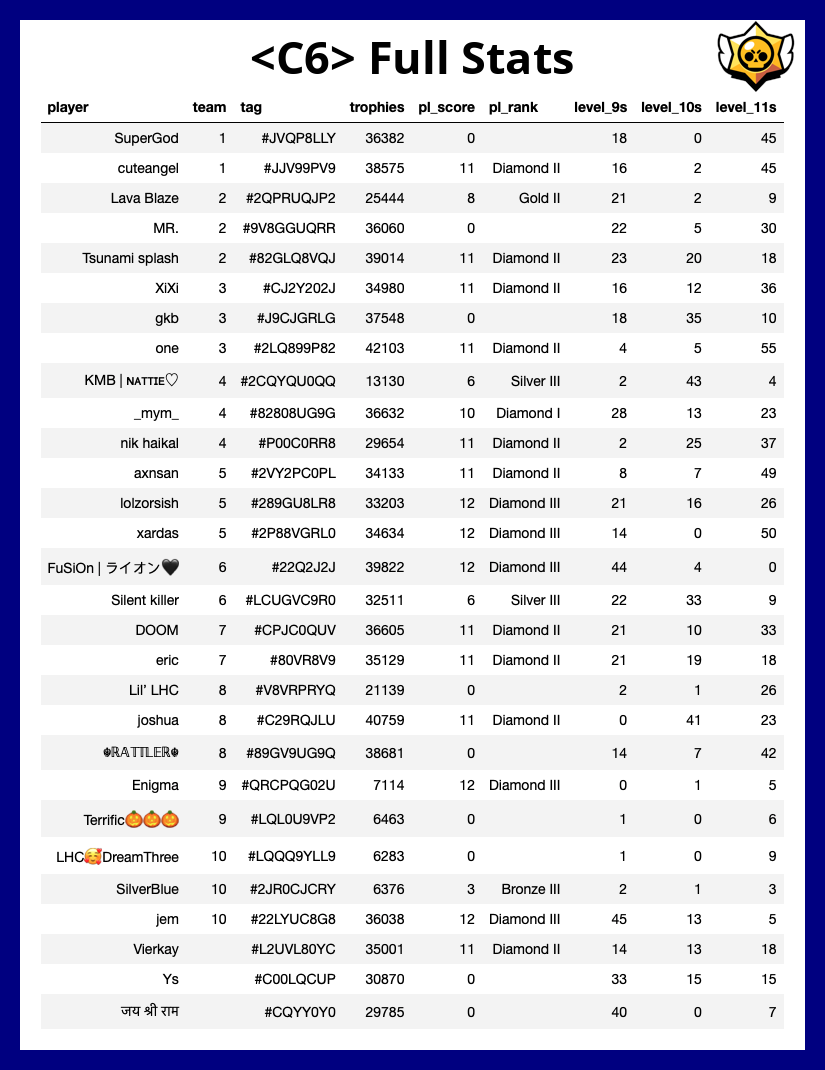 <C6> Full Stats
player team tag trophies pl_score pl_rank level_9s level_10s level_11s
SuperGod 1 #JVQP8LLY 36382 0 18 0 45
cuteangel 1 #JJV99PV9 38575 11 Diamond II 16 2 45
Lava Blaze 2 #2QPRUQJP2 25444 8 Gold II 21 2 9
MR. 2 #9V8GGUQRR 36060 0 22 5 30
Tsunami splash 2 #82GLQ8VQJ 39014 11 Diamond II 23 20 18
XiXi 3 #CJ2Y202J 34980 11 Diamond II 16 12 36
gkb 3 #J9CJGRLG 37548 0 18 35 10
one 3 #2LQ899P82 42103 11 Diamond II 4 5 55
KMB | ɴᴀᴛᴛɪᴇ♡ 4 #2CQYQU0QQ 13130 6 Silver III 2 43 4
_mym_ 4 #82808UG9G 36632 10 Diamond I 28 13 23
nik haikal 4 #P00C0RR8 29654 11 Diamond II 2 25 37
axnsan 5 #2VY2PC0PL 34133 11 Diamond II 8 7 49
lolzorsish 5 #289GU8LR8 33203 12 Diamond III 21 16 26
xardas 5 #2P88VGRL0 34634 12 Diamond III 14 0 50
FuSiOn | ライオン🖤 6 #22Q2J2J 39822 12 Diamond III 44 4 0
Silent killer 6 #LCUGVC9R0 32511 6 Silver III 22 33 9
DOOM 7 #CPJC0QUV 36605 11 Diamond II 21 10 33
eric 7 #80VR8V9 35129 11 Diamond II 21 19 18
Lil’ LHC 8 #V8VRPRYQ 21139 0 2 1 26
joshua 8 #C29RQJLU 40759 11 Diamond II 0 41 23
☬ℝ𝔸𝕋𝕋𝕃𝔼ℝ☬ 8 #89GV9UG9Q 38681 0 14 7 42
Enigma 9 #QRCPQG02U 7114 12 Diamond III 0 1 5
Terrific🎃🎃🎃 9 #LQL0U9VP2 6463 0 1 0 6
LHC🥰DreamThree 10 #LQQQ9YLL9 6283 0 1 0 9
SilverBlue 10 #2JR0CJCRY 6376 3 Bronze III 2 1 3
jem 10 #22LYUC8G8 36038 12 Diamond III 45 13 5
Vierkay #L2UVL80YC 35001 11 Diamond II 14 13 18
Ys #C00LQCUP 30870 0 33 15 15
जय श्री राम #CQYY0Y0 29785 0 40 0 7